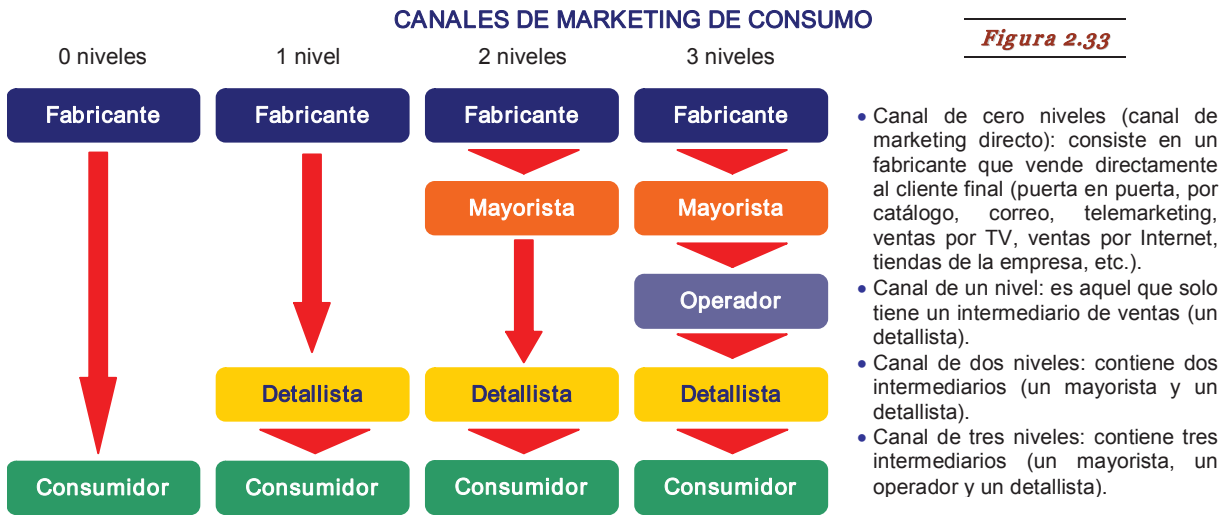 CANALES DE MARKETING DE CONSUMO
Figura 2.33
0 niveles
1 nivel
2 niveles
3 niveles
Fabricante
Fabricante
Fabricante
Fabricante
Mayorista
Mayorista
Operador
Detallista
Detallista
Detallista
Consumidor
Consumidor
Consumidor
Consumidor
• Canal de cero niveles (canal de
marketing directo): consiste en un
fabricante que vende directamente
al cliente final (puerta en puerta, por
catálogo, correo, telemarketing,
ventas por TV, ventas por Internet,
tiendas de la empresa, etc.).
• Canal de un nivel: es aquel que solo
tiene un intermediario de ventas (un
detallista).
• Canal de dos niveles: contiene dos
intermediarios (un mayorista y un
detallista).
• Canal de tres niveles: contiene tres
intermediarios (un mayorista, un
operador y un detallista).